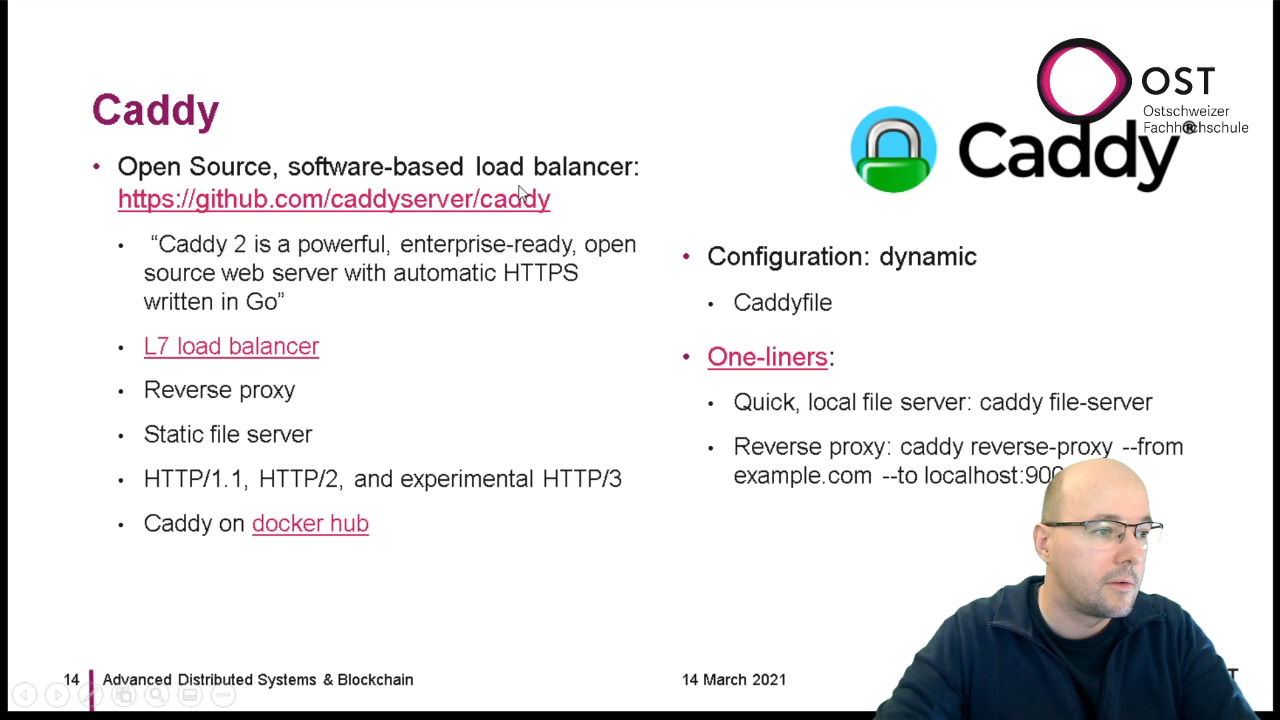 Caddy
• Open Source, software-based load balancer:
https://github.com/caddyserver/caddy
• “Caddy 2 is a powerful, enterprise-ready, open
source web server with automatic HTTPS
written in Go”
• L7 load balancer
• Reverse proxy
• Static file server
• HTTP/1.1, HTTP/2, and experimental HTTP/3
• Caddy on docker hub
OST
Ostschweizer
Fachhochschule
Caddy
• Configuration: dynamic
• Caddyfile
• One-liners:
• Quick, local file server: caddy file-server
• Reverse proxy: caddy reverse-proxy --from
example.com --to localhost:900
14 Advanced Distributed Systems & Blockchain
14 March 2021